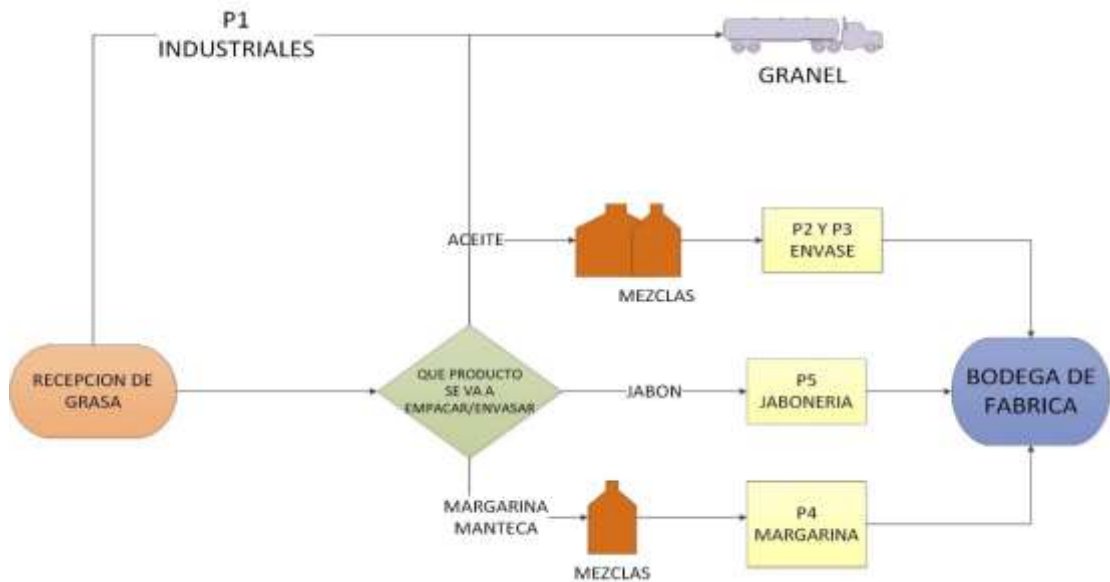 P1
INDUSTRIALES
GRANEL
ACEITE
MEZCLAS
P2 Y P3
ENVASE
RECEPCION DE
GRASA
QUE PRODUCTO
SE VA A
EMPACAR/ENVASAR
JABON
P5
JABONERIA
BODEGA DE
FABRICA
MARGARINA
MANTECA
MEZCLAS
P4
MARGARINA